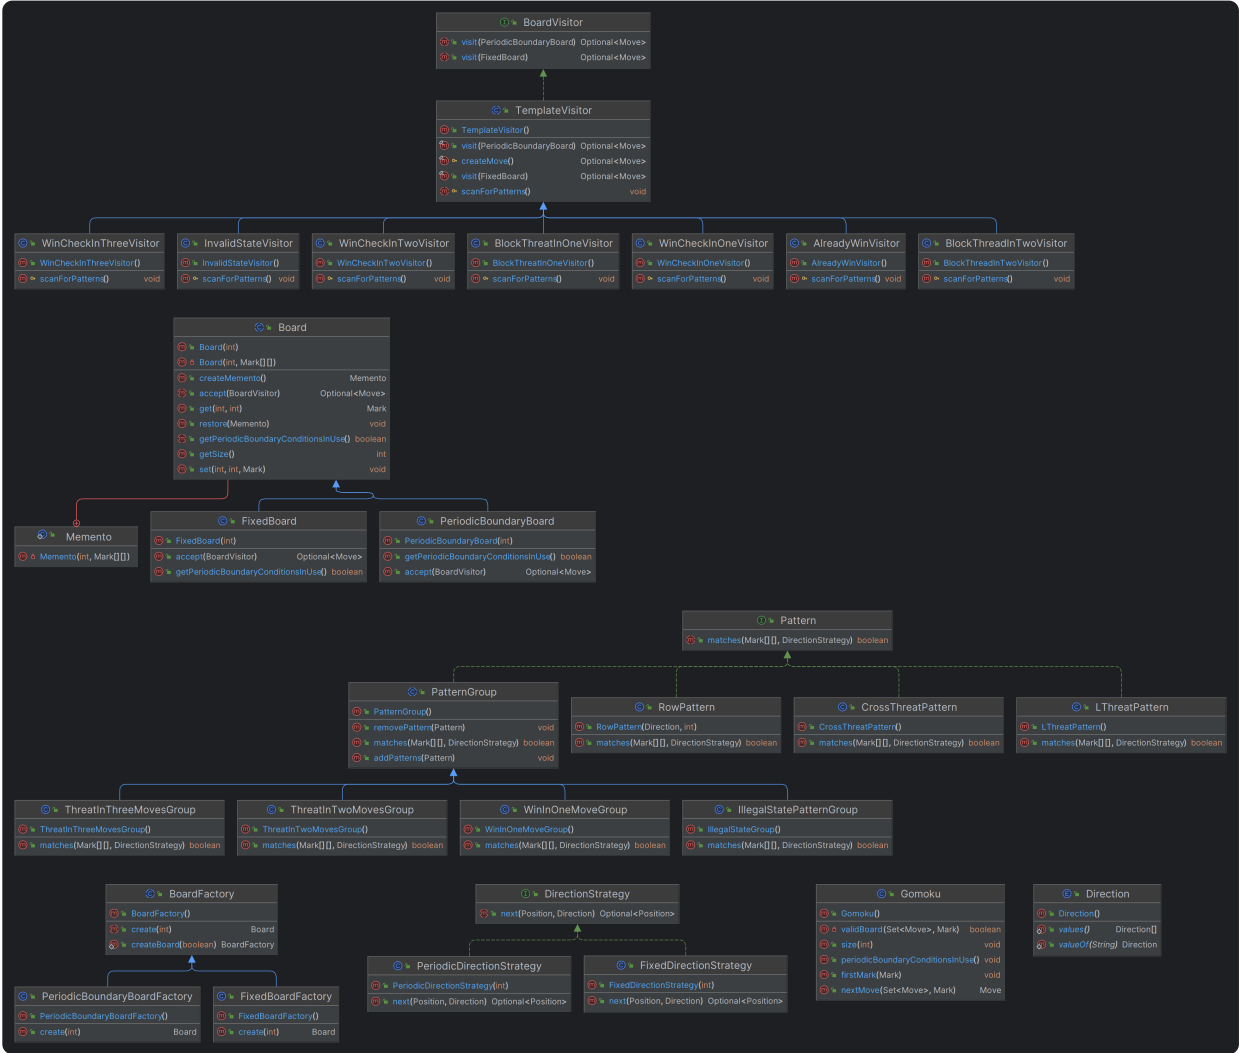 BoardVisitor
visit(PeriodicBoundaryBoard) Optional<Move>
visit(FixedBoard) Optional<Move>
TemplateVisitor
TemplateVisitor()
visit(PeriodicBoundaryBoard) Optional<Move>
createMove() Optional<Move>
visit(FixedBoard) Optional<Move>
scanForPatterns() void
WinCheckInThreeVisitor
WinCheckInThreeVisitor()
scanForPatterns() void
InvalidStateVisitor
InvalidStateVisitor()
scanForPatterns() void
WinCheckInTwoVisitor
WinCheckInTwoVisitor()
scanForPatterns() void
BlockThreatInOneVisitor
BlockThreatInOneVisitor()
scanForPatterns() void
WinCheckInOneVisitor
WinCheckInOneVisitor()
scanForPatterns() void
AlreadyWinVisitor
AlreadyWinVisitor()
scanForPatterns() void
BlockThreadInTwoVisitor
BlockThreadInTwoVisitor()
scanForPatterns() void
Board
Board(int)
Board(int, Mark[][])
createMemento() Memento
accept(BoardVisitor) Optional<Move>
get(int, int) Mark
restore(Memento) void
getPeriodicBoundaryConditionsInUse() boolean
getSize() int
set(int, int, Mark) void
Memento
Memento(int, Mark[][])
FixedBoard
FixedBoard(int)
accept(BoardVisitor) Optional<Move>
getPeriodicBoundaryConditionsInUse() boolean
PeriodicBoundaryBoard
PeriodicBoundaryBoard(int)
getPeriodicBoundaryConditionsInUse() boolean
accept(BoardVisitor) Optional<Move>
Pattern
matches(Mark[][], DirectionStrategy) boolean
PatternGroup
PatternGroup()
removePattern(Pattern) void
matches(Mark[][], DirectionStrategy) boolean
addPatterns(Pattern) void
RowPattern
RowPattern(Direction, int)
matches(Mark[][], DirectionStrategy) boolean
CrossThreatPattern
CrossThreatPattern()
matches(Mark[][], DirectionStrategy) boolean
LThreatPattern
LThreatPattern()
matches(Mark[][], DirectionStrategy) boolean
ThreatInThreeMovesGroup
ThreatInThreeMovesGroup()
matches(Mark[][], DirectionStrategy) boolean
ThreatInTwoMovesGroup
ThreatInTwoMovesGroup()
matches(Mark[][], DirectionStrategy) boolean
WinInOneMoveGroup
WinInOneMoveGroup()
matches(Mark[][], DirectionStrategy) boolean
IllegalStatePatternGroup
IllegalStateGroup()
matches(Mark[][], DirectionStrategy) boolean
BoardFactory
BoardFactory()
create(int) Board
createBoard(boolean) BoardFactory
PeriodicBoundaryBoardFactory
PeriodicBoundaryBoardFactory()
create(int) Board
FixedBoardFactory
FixedBoardFactory()
create(int) Board
DirectionStrategy
next(Position, Direction) Optional<Position>
PeriodicDirectionStrategy
PeriodicDirectionStrategy(int)
next(Position, Direction) Optional<Position>
FixedDirectionStrategy
FixedDirectionStrategy(int)
next(Position, Direction) Optional<Position>
Gomoku
Gomoku()
validBoard(Set<Move>, Mark) boolean
size(int) void
periodicBoundaryConditionsInUse() void
firstMark(Mark) void
nextMove(Set<Move>, Mark) Move
Direction
Direction()
values() Direction[]
valueOf(String) Direction